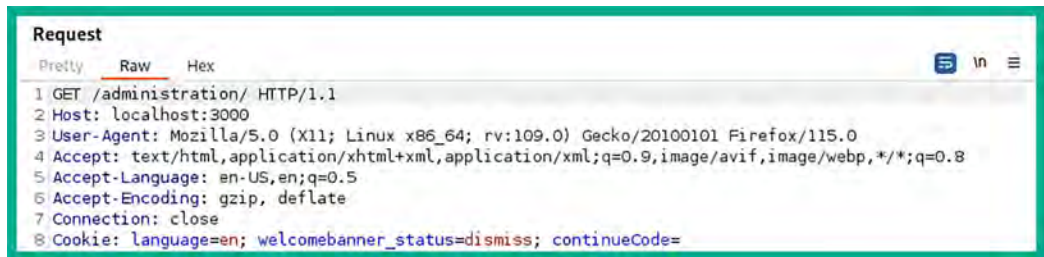 Request
Pretty Raw Hex \n
1 GET /administration/ HTTP/1.1
2 Host: localhost:3000
3 User-Agent: Mozilla/5.0 (X11; Linux x86_64; rv:109.0) Gecko/20100101 Firefox/115.0
4 Accept: text/html,application/xhtml+xml,application/xml;q=0.9,image/avif,image/webp,*/*;q=0.8
5 Accept-Language: en-US,en;q=0.5
6 Accept-Encoding: gzip, deflate
7 Connection: close
8 Cookie: language=en; welcomebanner_status=dismiss; continueCode=